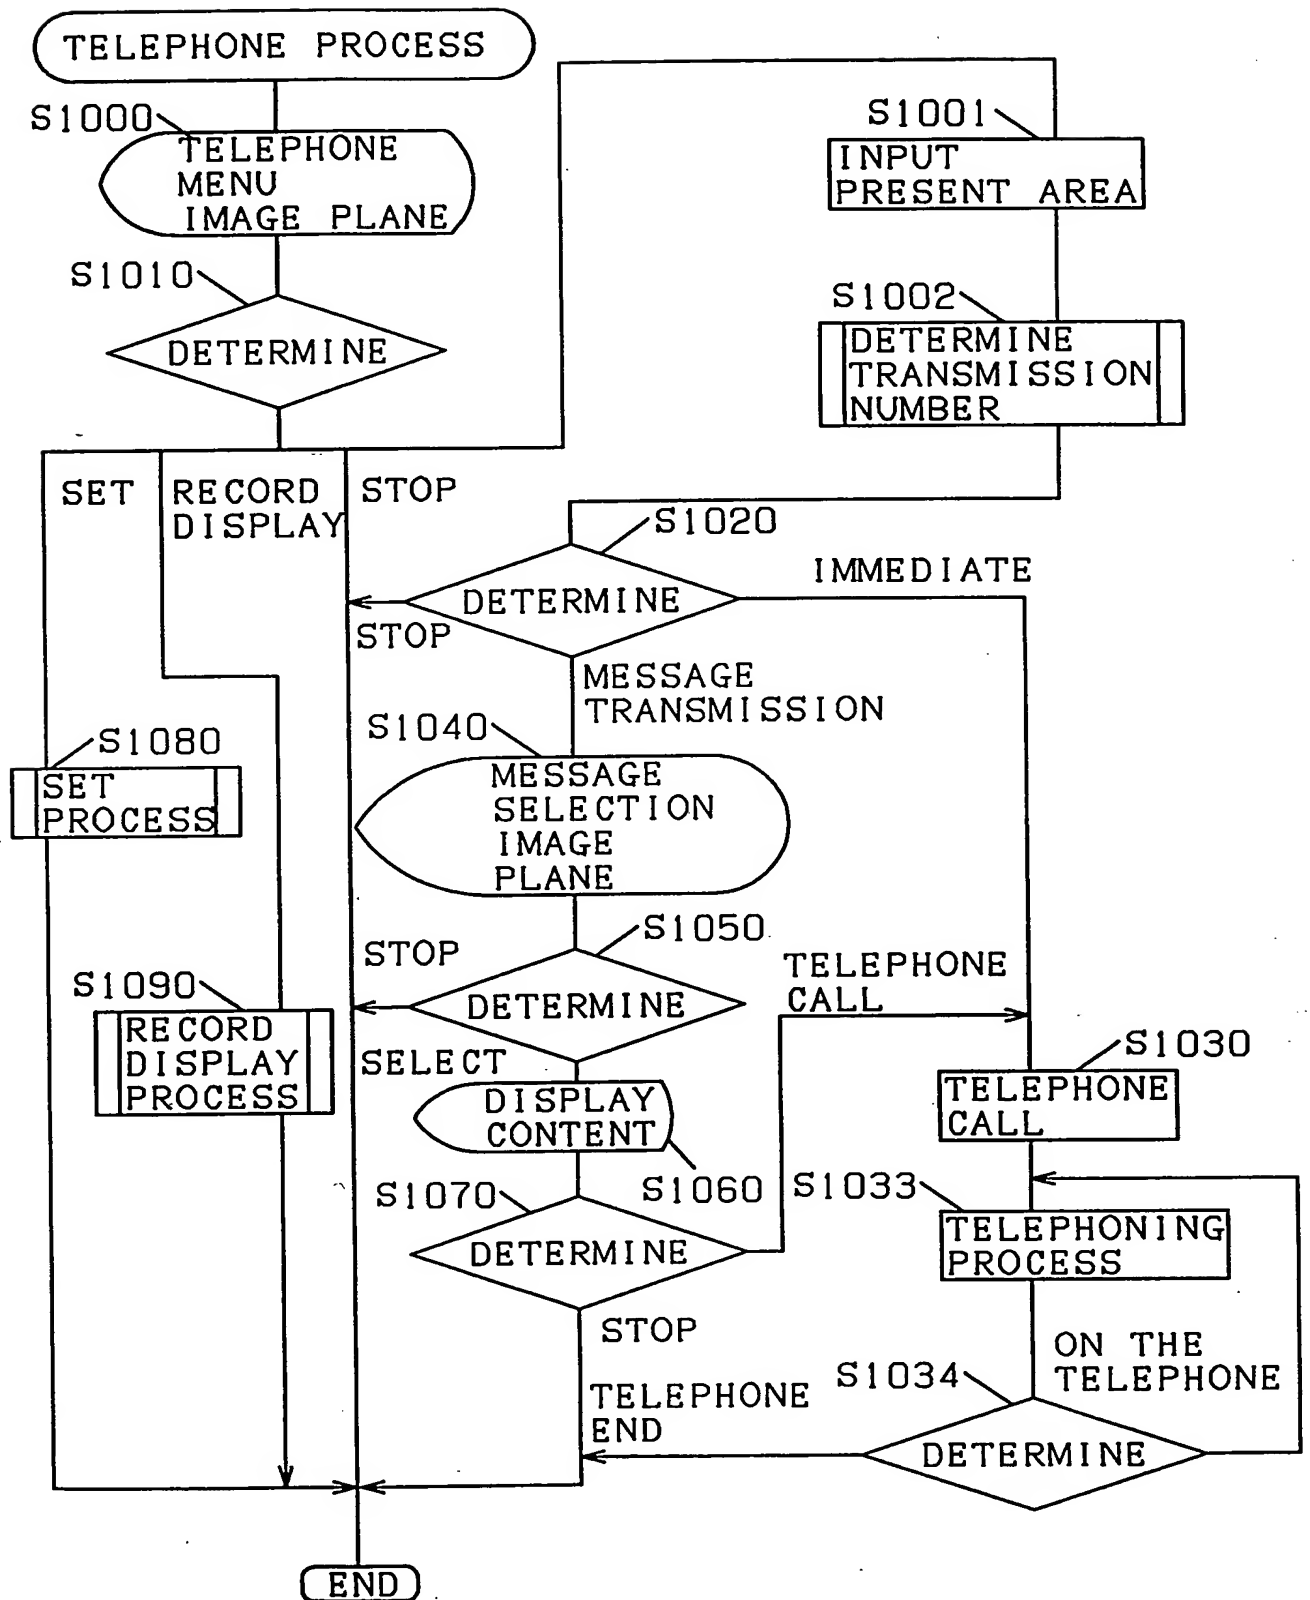 TELEPHONE PROCESS
S1000
TELEPHONE
MENU
IMAGE PLANE
S1010
DETERMINE
SET
RECORD
DISPLAY
STOP
S1001
INPUT
PRESENT AREA
S1002
DETERMINE
TRANSMISSION
NUMBER
S1020
DETERMINE
IMMEDIATE
STOP
MESSAGE
TRANSMISSION
S1040
MESSAGE
SELECTION
IMAGE
PLANE
S1080
SET
PROCESS
S1050
STOP
DETERMINE
TELEPHONE
CALL
S1090
RECORD
DISPLAY
PROCESS
SELECT
DISPLAY
CONTENT
S1060
S1030
TELEPHONE
CALL
S1070
DETERMINE
S1033
TELEPHONING
PROCESS
STOP
ON THE
TELEPHONE
S1034
TELEPHONE
END
DETERMINE
END